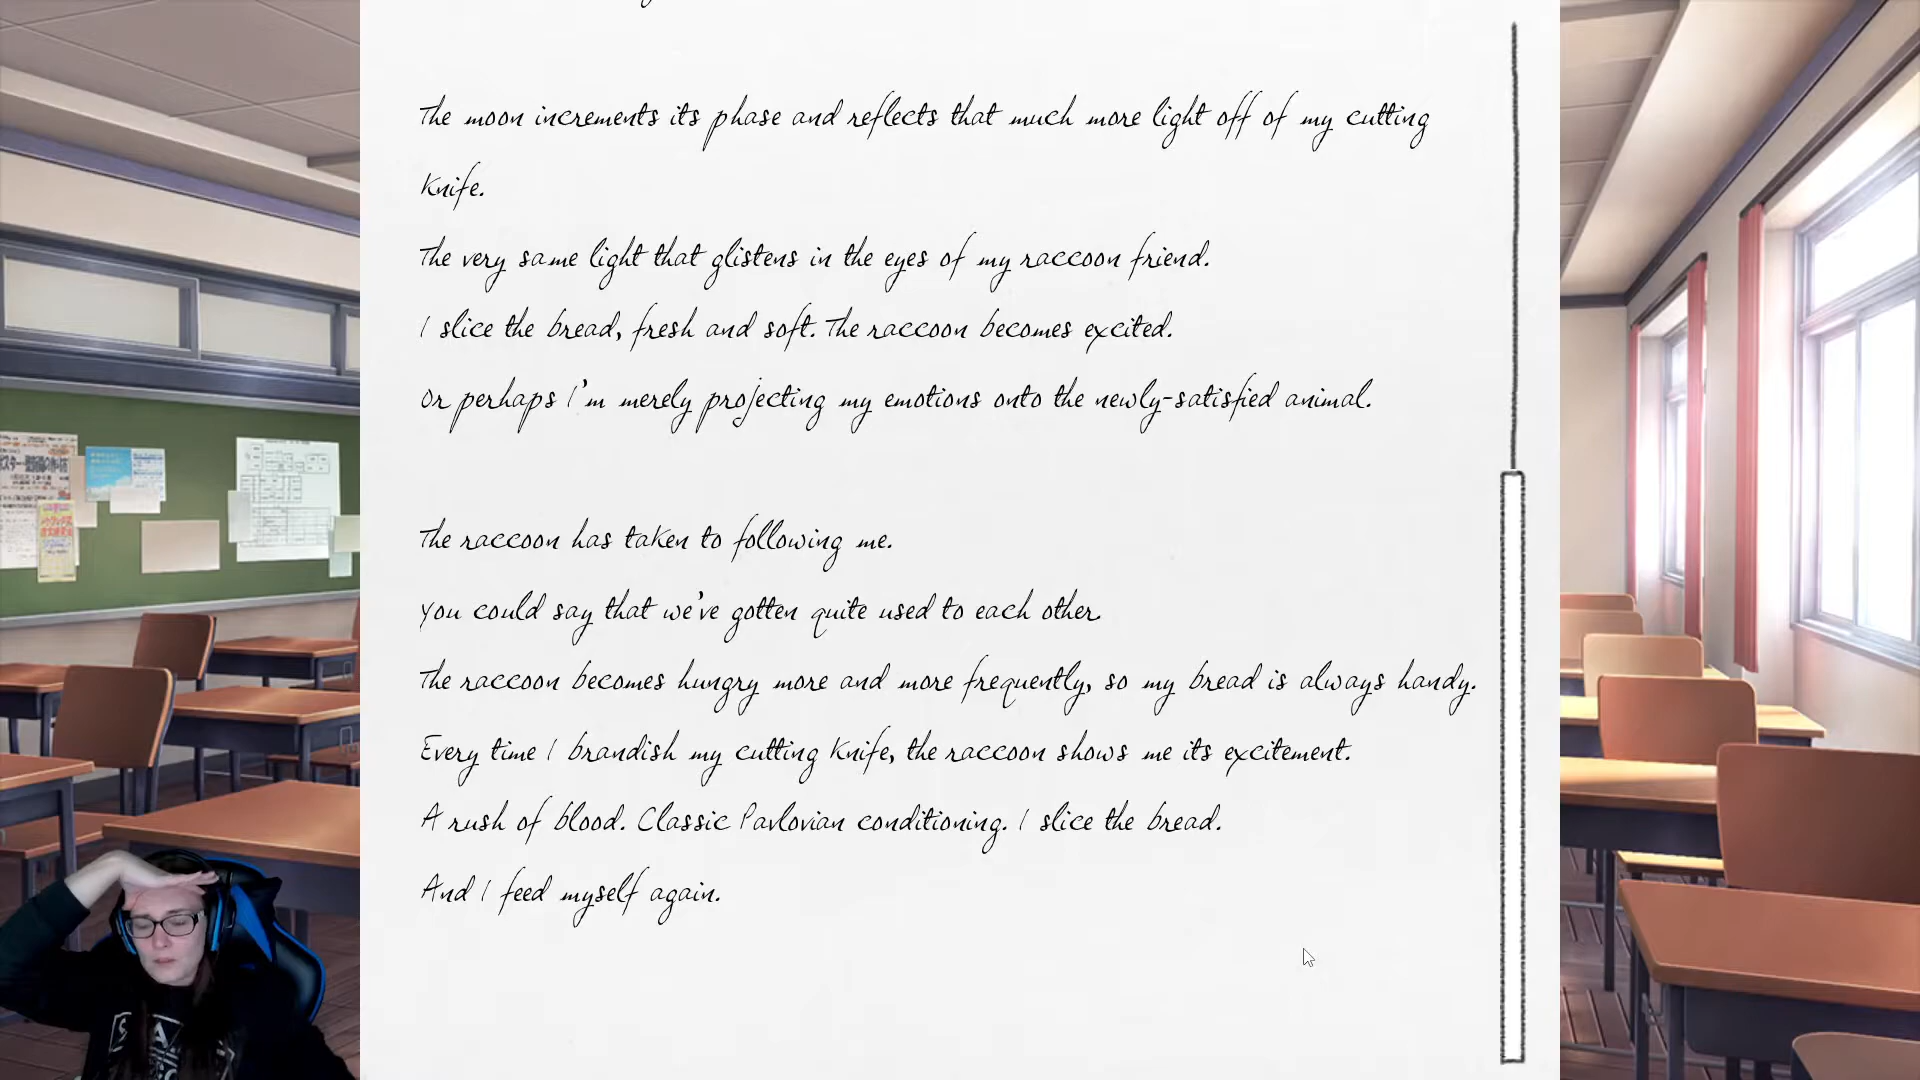 The moon increments its phase and reflects that much more light off of my cutting
knife.
The very same light that glistens in the eyes of my raccoon friend.
I slice the bread, fresh and soft. The raccoon becomes excited.
Or perhaps I'm merely projecting my emotions onto the newly-satisfied animal.
The raccoon has taken to following me.
You could say that we've gotten quite used to each other.
The raccoon becomes hungry more and more frequently, so my bread is always handy.
Every time I brandish my cutting knife, the raccoon shows me its excitement.
A rush of blood. Classic Pavlovian conditioning. I slice the bread.
And I feed myself again.